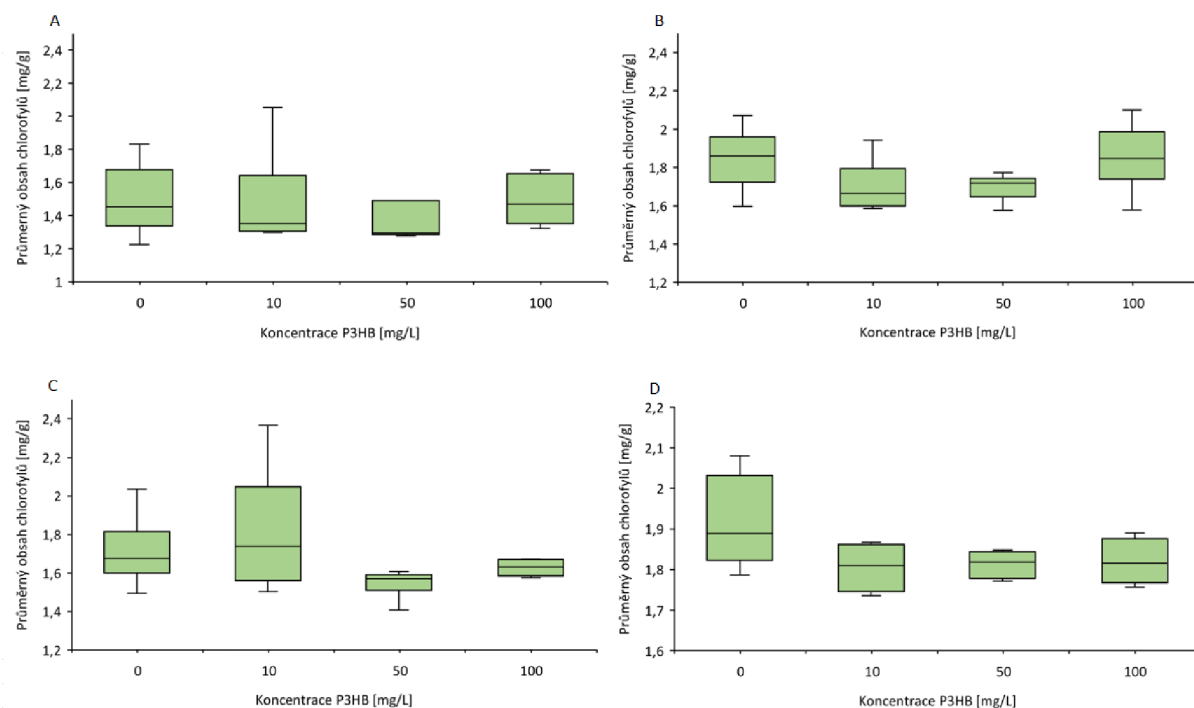 A
Průmerný obsah chlorofylů [mg/g]
2,4
2,2
2
1,8
1,6
1,4
1,2
1
0 10 50 100
Koncentrace P3HB [mg/L]
B
Průměrný obsah chlorofylů [mg/g]
2,4
2,2
2
1,8
1,6
1,4
1,2
0 10 50 100
Koncentrace P3HB [mg/L]
C
Průměrný obsah chlorofylů [mg/g]
2,4
2,2
2
1,8
1,6
1,4
1,2
0 10 50 100
Koncentrace P3HB [mg/L]
D
Průměrný obsah chlorofylů [mg/g]
2,2
2,1
2
1,9
1,8
1,7
1,6
0 10 50 100
Koncentrace P3HB [mg/L]